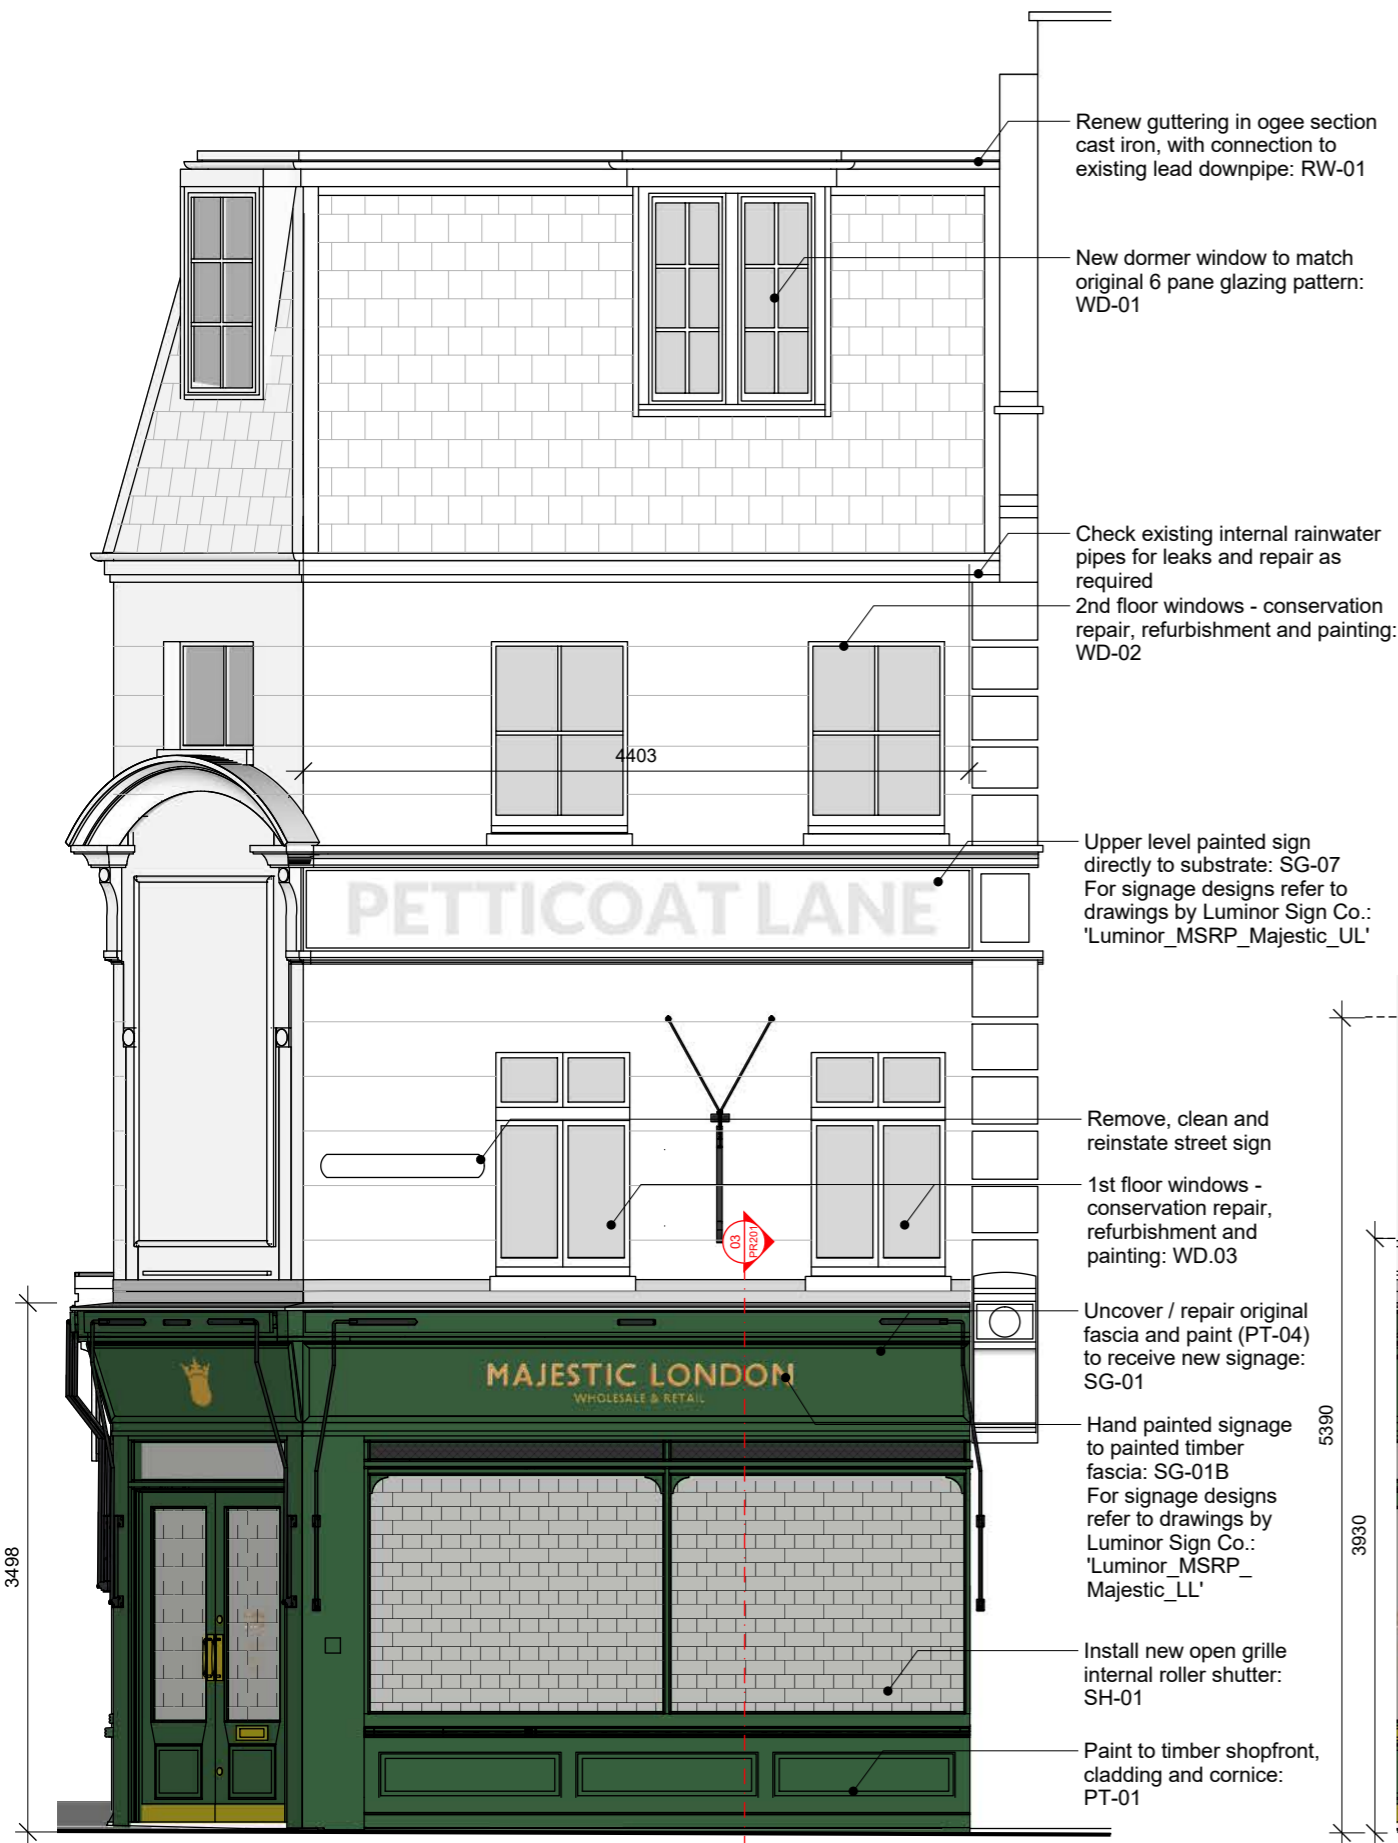 Renew guttering in ogee section
cast iron, with connection to
existing lead downpipe: RW-01
New dormer window to match
original 6 pane glazing pattern:
WD-01
Check existing internal rainwater
pipes for leaks and repair as
required
2nd floor windows - conservation
repair, refurbishment and painting:
WD-02
4403
Upper level painted sign
directly to substrate: SG-07
For signage designs refer to
drawings by Luminor Sign Co.:
'Luminor_MSRP_Majestic_UL'
PETTICOAT LANE
Remove, clean and
reinstate street sign
1st floor windows -
conservation repair,
refurbishment and
painting: WD.03
03
PR201
Uncover / repair original
fascia and paint (PT-04)
to receive new signage:
SG-01
MAJESTIC LONDON
WHOLESALE & RETAIL
Hand painted signage
to painted timber
fascia: SG-01B
For signage designs
refer to drawings by
Luminor Sign Co.:
'Luminor_MSRP_
Majestic_LL'
5390
3930
3498
Install new open grille
internal roller shutter:
SH-01
Paint to timber shopfront,
cladding and cornice:
PT-01